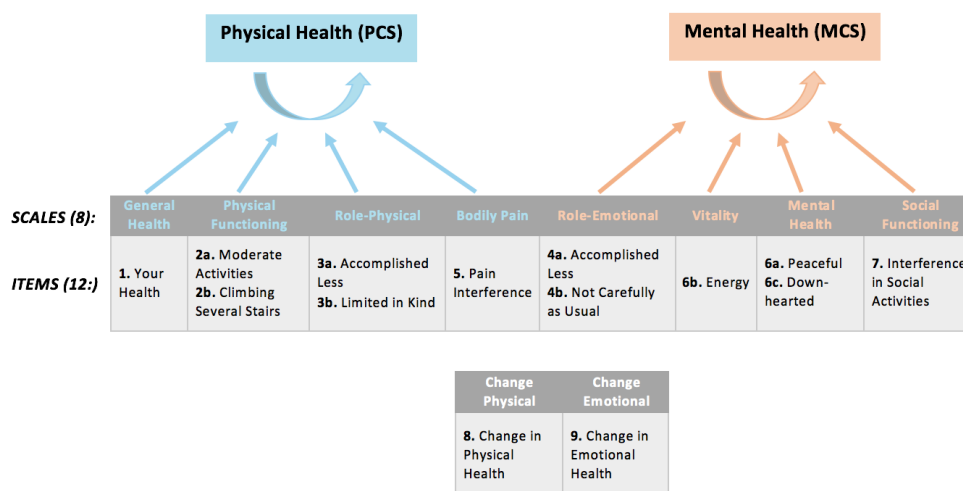 Physical Health (PCS)
Mental Health (MCS)
SCALES (8):
General
Health
Physical
Functioning
Role-Physical
Bodily Pain
Role-Emotional
Vitality
Mental
Health
Social
Functioning
ITEMS (12:)
1. Your
Health
2a. Moderate
Activities
2b. Climbing
Several Stairs
3a. Accomplished
Less
3b. Limited in Kind
5. Pain
Interference
4a. Accomplished
Less
4b. Not Carefully
as Usual
6b. Energy
6a. Peaceful
6c. Down-
hearted
7. Interference
in Social
Activities
Change
Physical
Change
Emotional
8. Change in
Physical
Health
9. Change in
Emotional
Health